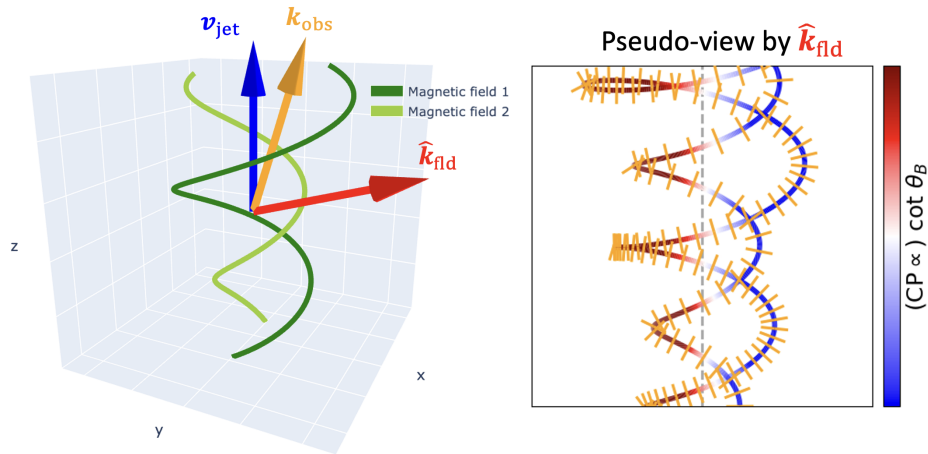 v_jet
k_obs
Magnetic field 1
Magnetic field 2
k̂_fld
z
x
y
Pseudo-view by k̂_fld
(CP ∝) cot θ_B